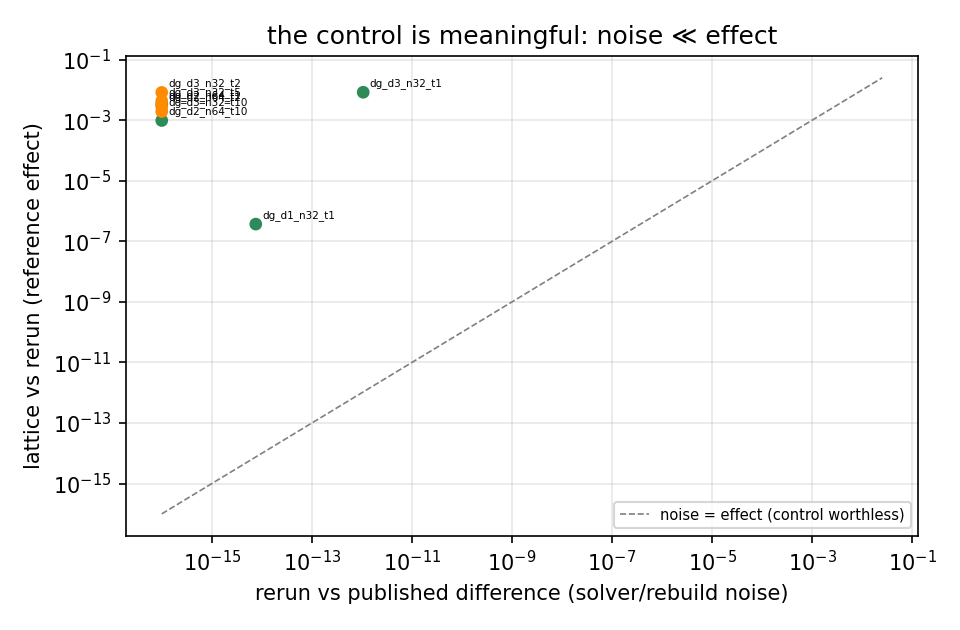 the control is meaningful: noise ≪ effect
lattice vs rerun (reference effect)
10⁻¹
10⁻³
10⁻⁵
10⁻⁷
10⁻⁹
10⁻¹¹
10⁻¹³
10⁻¹⁵
dg_d3_n32_t2
dg_d3_n32_t10
dg_d2_n64_t10
dg_d3_n32_t1
dg_d1_n32_t1
noise = effect (control worthless)
10⁻¹⁵
10⁻¹³
10⁻¹¹
10⁻⁹
10⁻⁷
10⁻⁵
10⁻³
10⁻¹
rerun vs published difference (solver/rebuild noise)